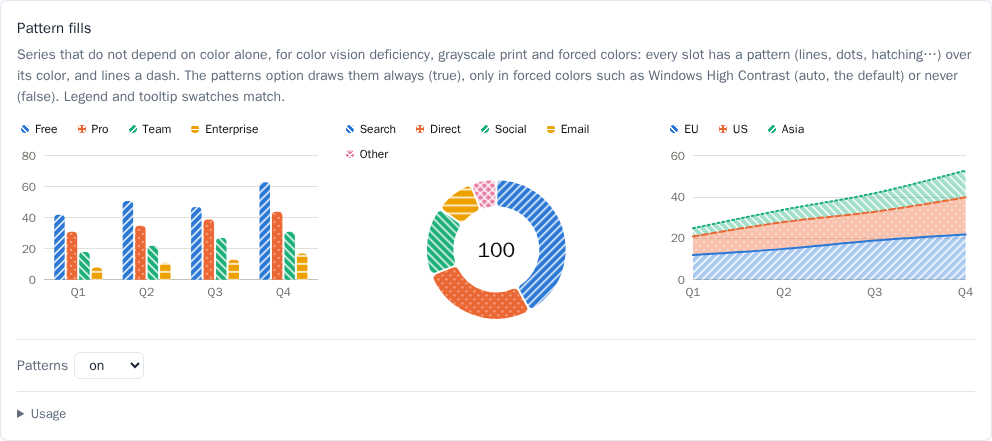 Pattern fills
Series that do not depend on color alone, for color vision deficiency, grayscale print and forced colors: every slot has a pattern (lines, dots, hatching⋯) over
its color, and lines a dash. The patterns option draws them always (true), only in forced colors such as Windows High Contrast (auto, the default) or never
(false). Legend and tooltip swatches match.
Free Pro Team Enterprise
80
60
40
20
0
Q1 Q2 Q3 Q4
Search Direct Social Email
Other
100
EU US Asia
60
40
20
0
Q1 Q2 Q3 Q4
Patterns on
Usage